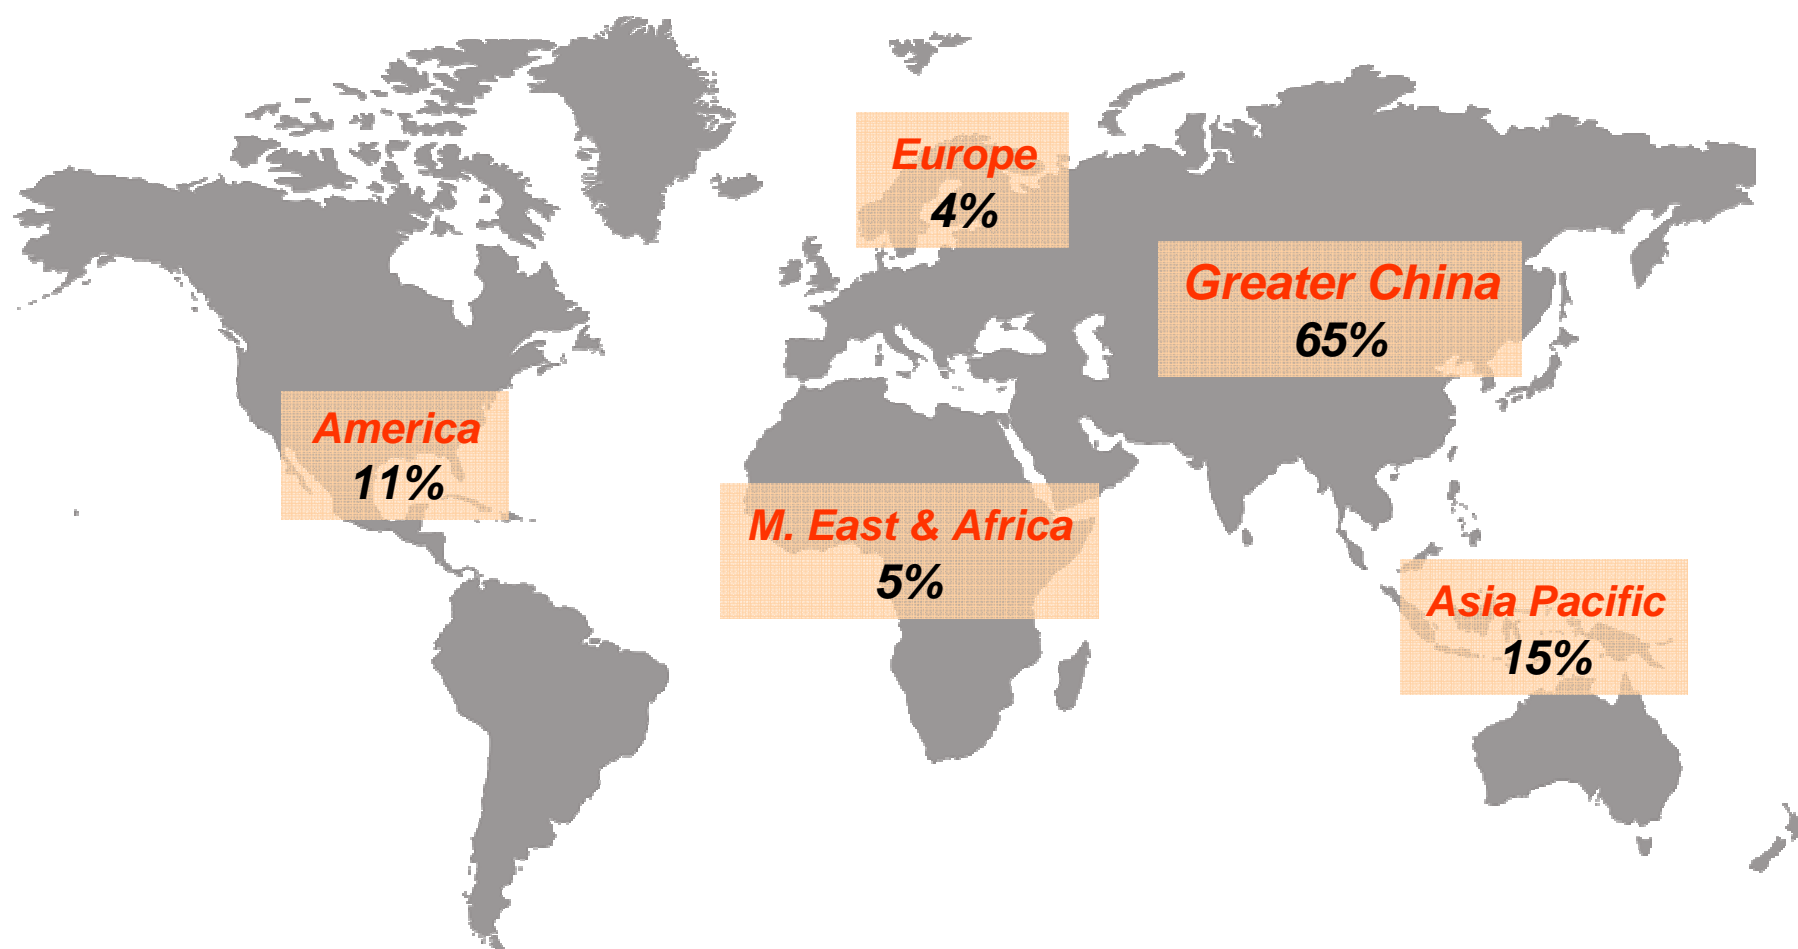 Europe
4%
Greater China
65%
America
11%
M. East & Africa
5%
Asia Pacific
15%